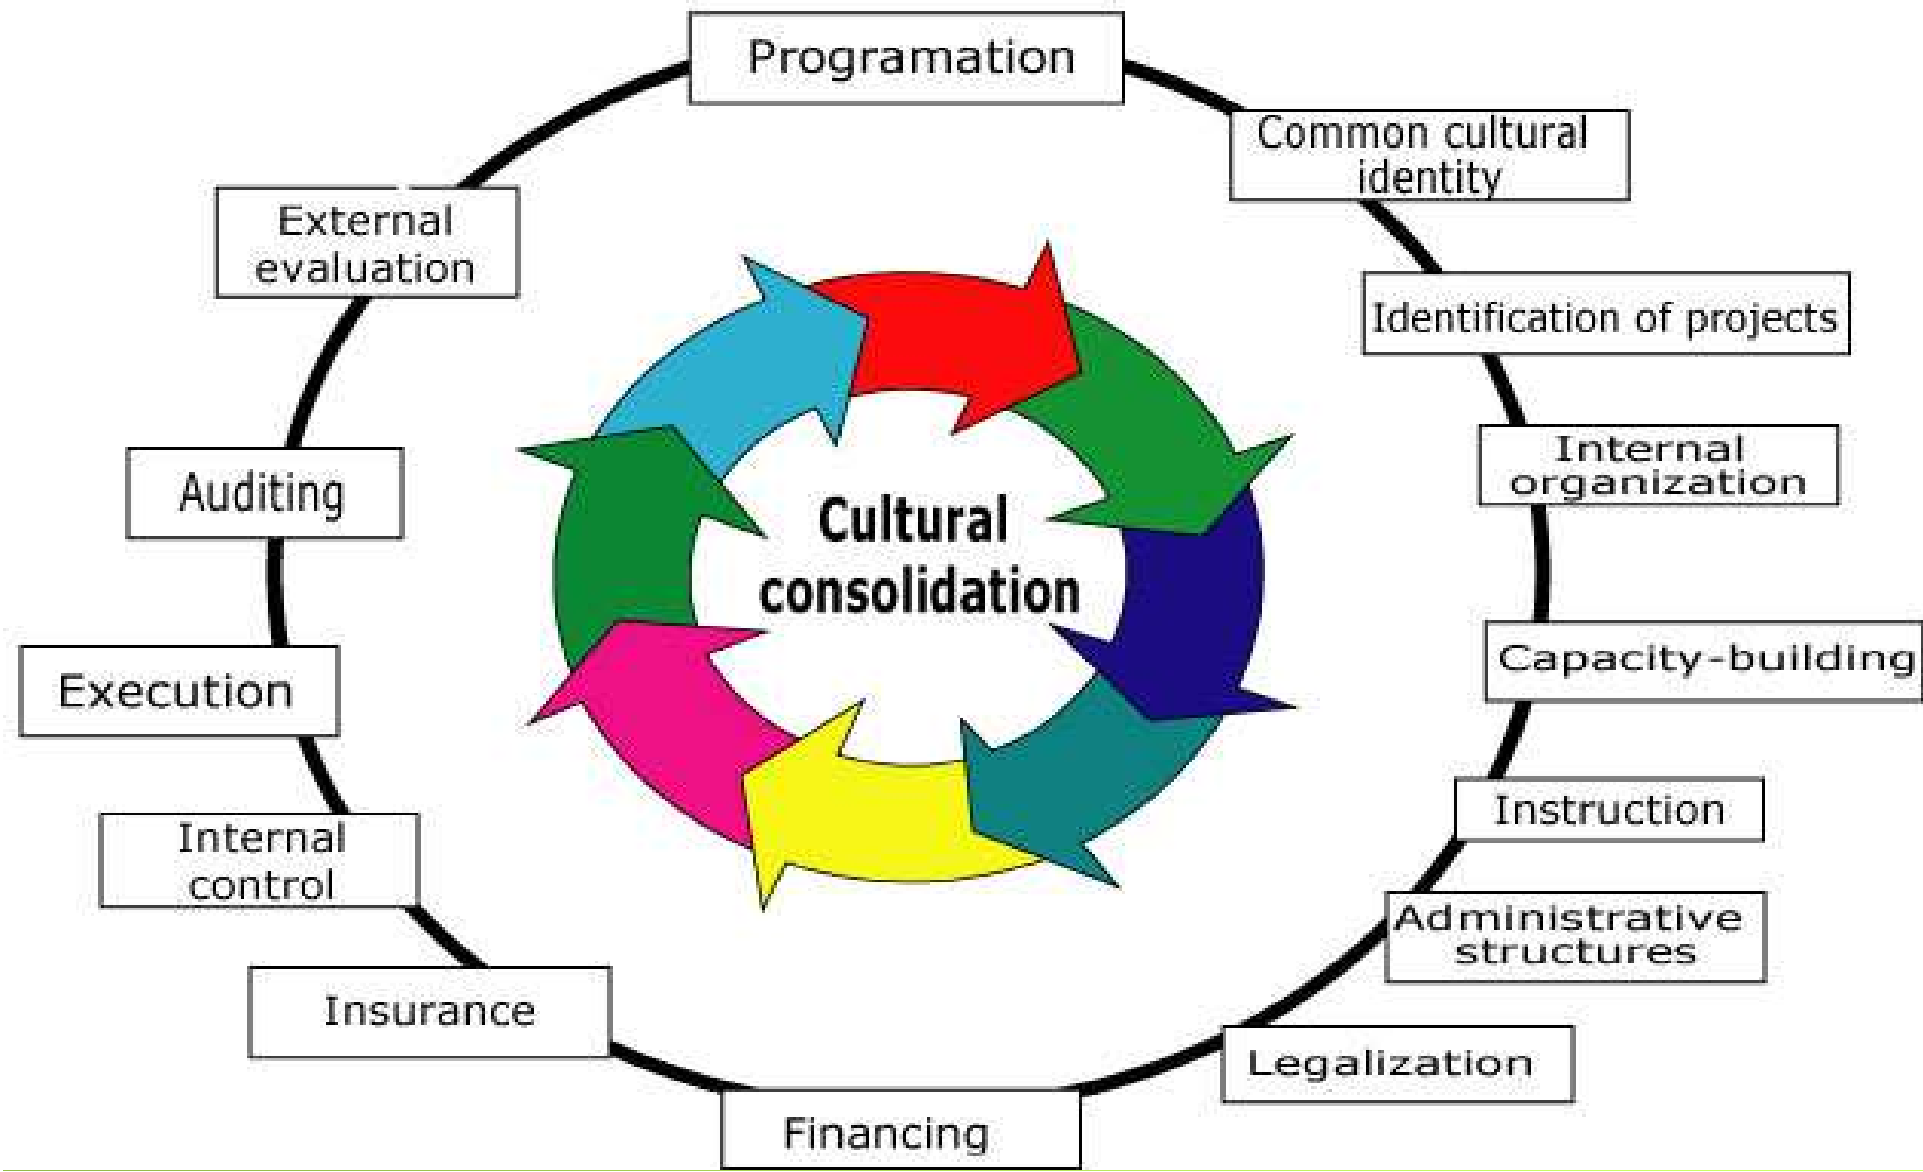 Programation
Common cultural
identity
Identification of projects
Internal
organization
Capacity-building
Instruction
Administrative
structures
Legalization
Financing
Insurance
Internal
control
Execution
Auditing
External
evaluation
Cultural
consolidation